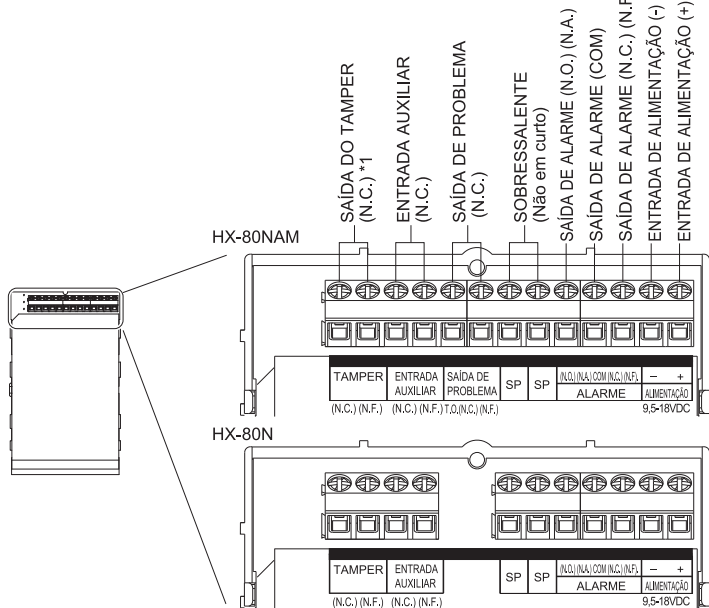 SAÍDA DO TAMPER
(N.C.) *1
ENTRADA AUXILIAR
(N.C.)
SAÍDA DE PROBLEMA
(N.C.)
SOBRESSALENTE
(Não em curto)
SAÍDA DE ALARME (N.O.) (N.A.)
SAÍDA DE ALARME (COM)
SAÍDA DE ALARME (N.C.) (N.F
ENTRADA DE ALIMENTAÇÃO (-)
ENTRADA DE ALIMENTAÇÃO (+)
HX-80NAM
TAMPER
(N.C.) (N.F.)
ENTRADA
AUXILIAR
(N.C.) (N.F.)
SAÍDA DE
PROBLEMA
T.O.(N.C.) (N.F.)
SP
SP
(N.O.) (N.A.) COM (N.C.) (N.F.)
ALARME
− +
ALIMENTAÇÃO
9,5-18VDC
HX-80N
TAMPER
(N.C.) (N.F.)
ENTRADA
AUXILIAR
(N.C.) (N.F.)
SP
SP
(N.O.) (N.A.) COM (N.C.) (N.F.)
ALARME
− +
ALIMENTAÇÃO
9,5-18VDC